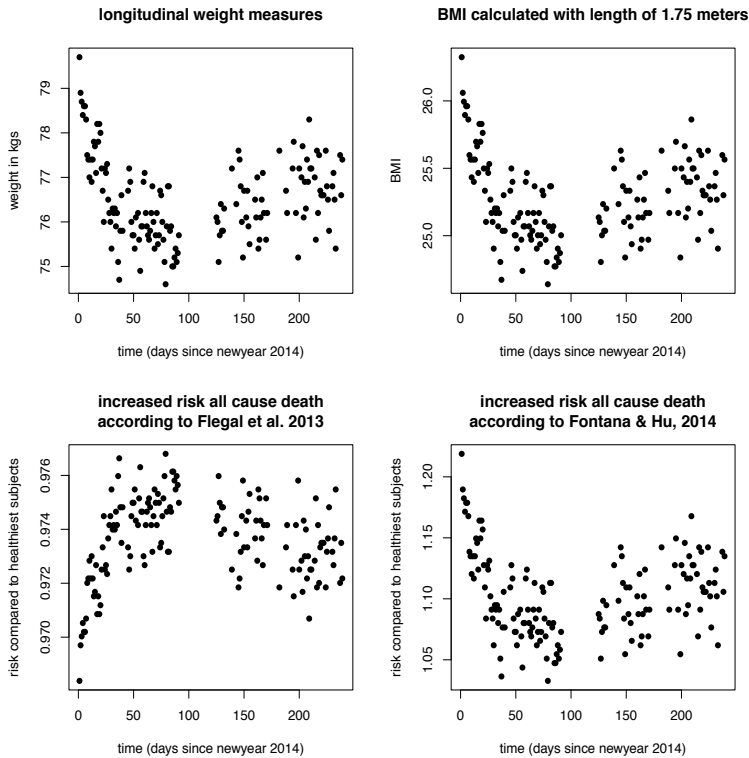 longitudinal weight measures
weight in kgs
79
78
77
76
75
0 50 100 150 200
time (days since newyear 2014)
BMI calculated with length of 1.75 meters
BMI
26.0
25.5
25.0
0 50 100 150 200
time (days since newyear 2014)
increased risk all cause death
according to Flegal et al. 2013
risk compared to healthiest subjects
0.976
0.974
0.972
0.970
0 50 100 150 200
time (days since newyear 2014)
increased risk all cause death
according to Fontana & Hu, 2014
risk compared to healthiest subjects
1.20
1.15
1.10
1.05
0 50 100 150 200
time (days since newyear 2014)